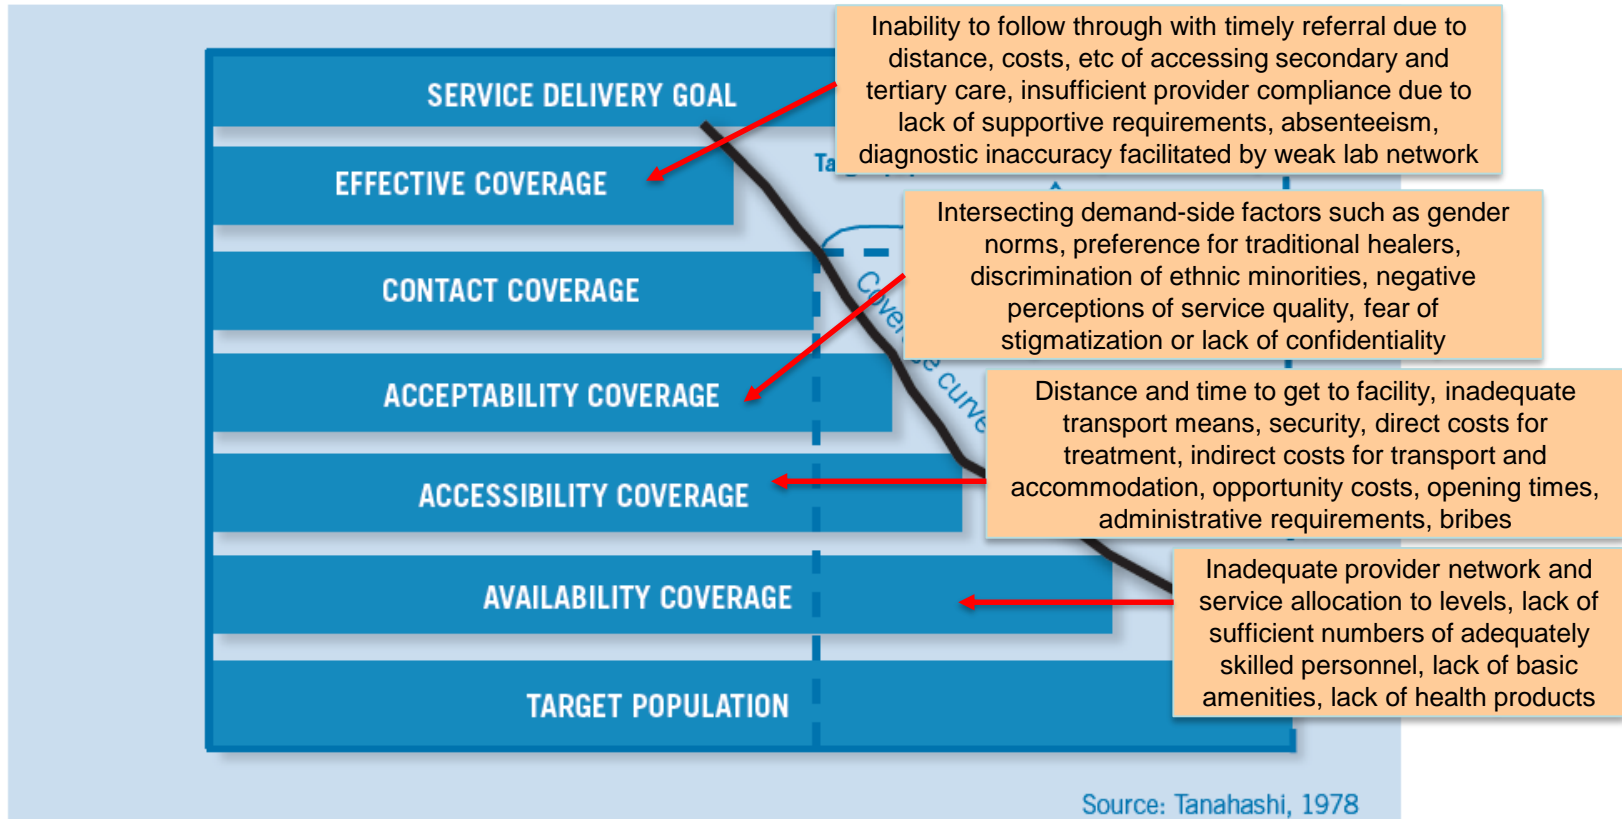 Inability to follow through with timely referral due to
distance, costs, etc of accessing secondary and
tertiary care, insufficient provider compliance due to
lack of supportive requirements, absenteeism,
diagnostic inaccuracy facilitated by weak lab network
SERVICE DELIVERY GOAL
EFFECTIVE COVERAGE
Intersecting demand-side factors such as gender
norms, preference for traditional healers,
discrimination of ethnic minorities, negative
perceptions of service quality, fear of
stigmatization or lack of confidentiality
CONTACT COVERAGE
ACCEPTABILITY COVERAGE
Distance and time to get to facility, inadequate
transport means, security, direct costs for
treatment, indirect costs for transport and
accommodation, opportunity costs, opening times,
administrative requirements, bribes
ACCESSIBILITY COVERAGE
Inadequate provider network and
service allocation to levels, lack of
sufficient numbers of adequately
skilled personnel, lack of basic
amenities, lack of health products
AVAILABILITY COVERAGE
TARGET POPULATION
curve
Source: Tanahashi, 1978